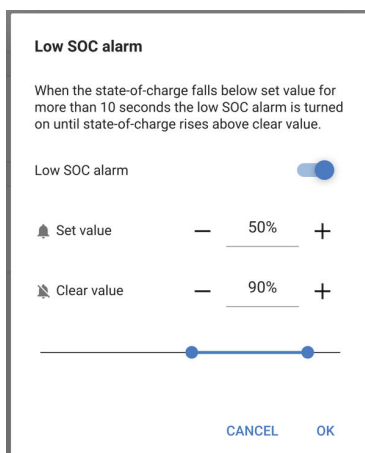 Low SOC alarm
When the state-of-charge falls below set value for
more than 10 seconds the low SOC alarm is turned
on until state-of-charge rises above clear value.
Low SOC alarm
Set value — 50% +
Clear value — 90% +
CANCEL OK